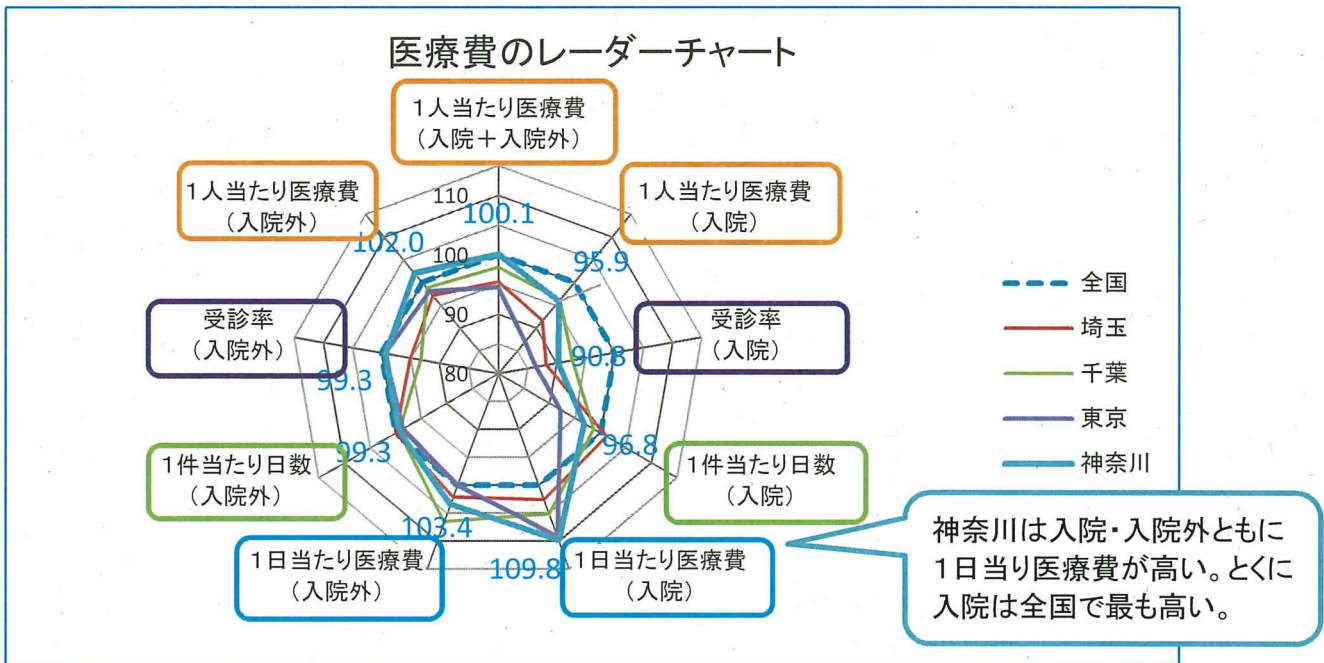 医療費のレーダーチャート
1人当たり医療費
(入院+入院外)
1人当たり医療費
(入院外)
1人当たり医療費
(入院)
110
100.1
102.0
100
95.9
90
受診率
(入院外)
受診率
(入院)
90.8
99.3
80
99.3
96.8
1件当たり日数
(入院外)
1件当たり日数
(入院)
103.4
109.8
1日当たり医療費
(入院外)
1日当たり医療費
(入院)
全国
埼玉
千葉
東京
神奈川
神奈川は入院・入院外ともに
1日当り医療費が高い。とくに
入院は全国で最も高い。